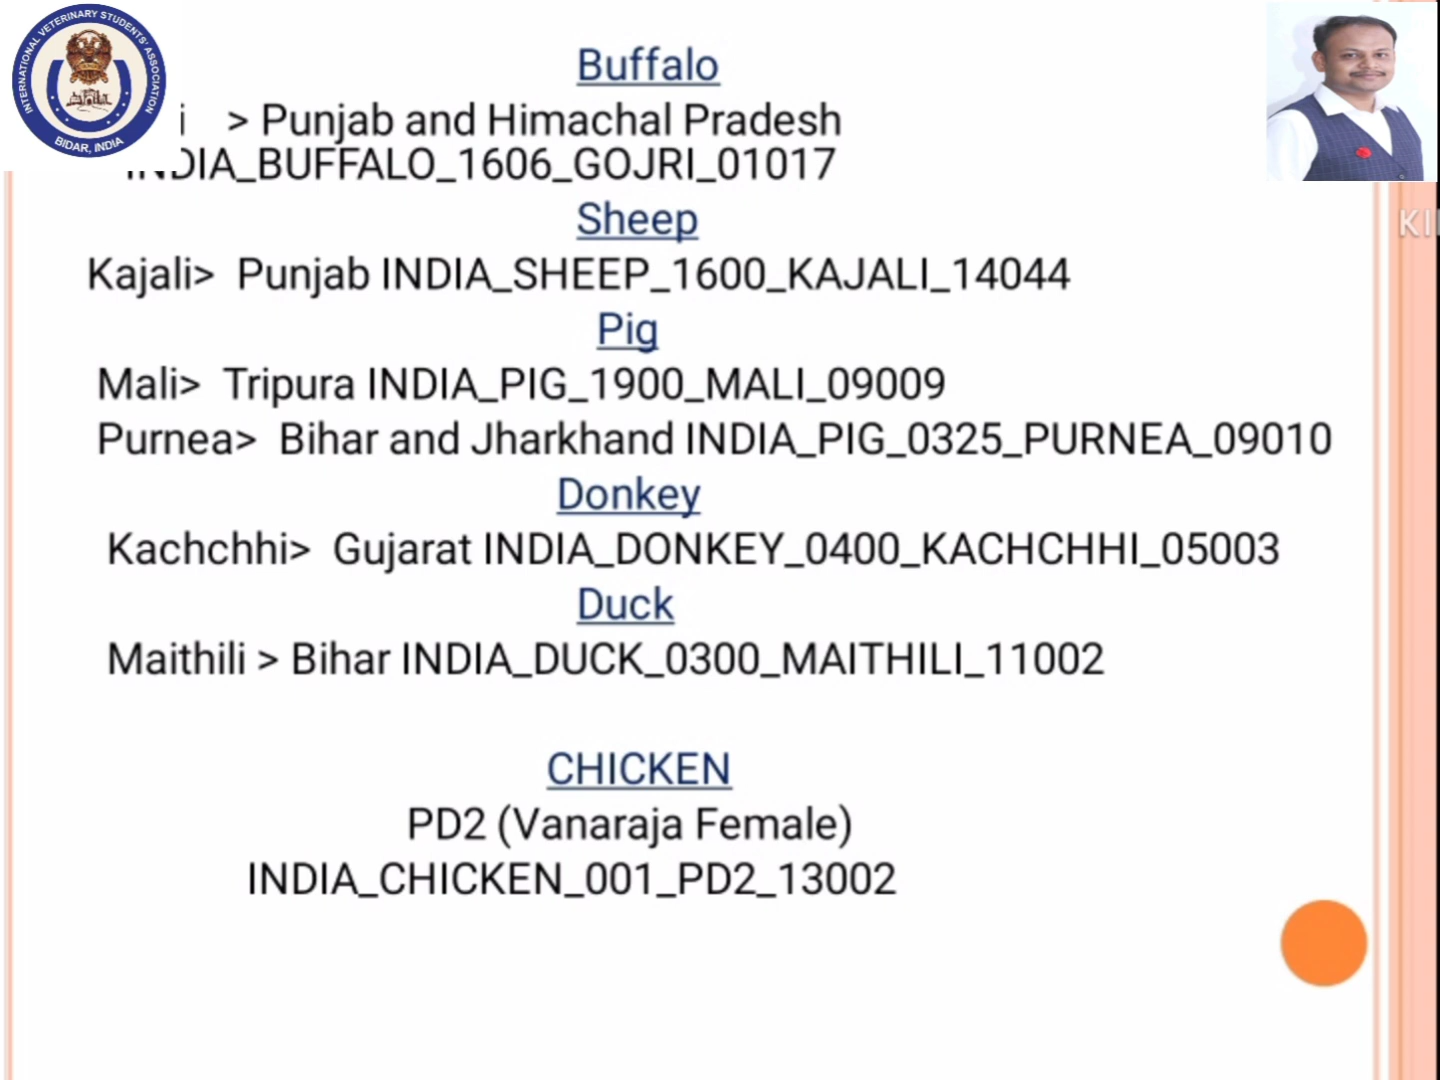 INTERNATIONAL VETERINARY STUDENTS' ASSOCIATION
BIDAR, INDIA
Buffalo
i > Punjab and Himachal Pradesh
INDIA_BUFFALO_1606_GOJRI_01017
Sheep
Kajali> Punjab INDIA_SHEEP_1600_KAJALI_14044
Pig
Mali> Tripura INDIA_PIG_1900_MALI_09009
Purnea> Bihar and Jharkhand INDIA_PIG_0325_PURNEA_09010
Donkey
Kachchhi> Gujarat INDIA_DONKEY_0400_KACHCHHI_05003
Duck
Maithili > Bihar INDIA_DUCK_0300_MAITHILI_11002
CHICKEN
PD2 (Vanaraja Female)
INDIA_CHICKEN_001_PD2_13002